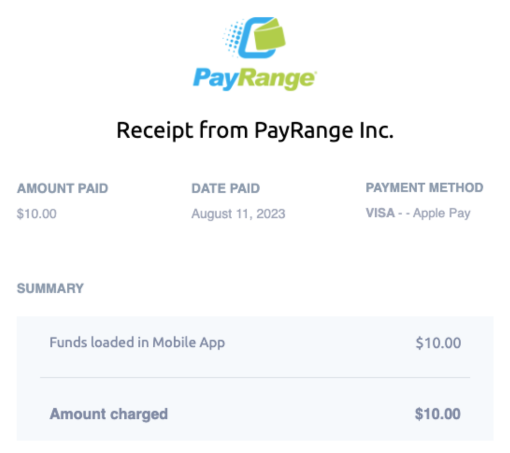 PayRange
Receipt from PayRange Inc.
AMOUNT PAID DATE PAID PAYMENT METHOD
$10.00 August 11, 2023 VISA - - Apple Pay
SUMMARY
Funds loaded in Mobile App $10.00
Amount charged $10.00